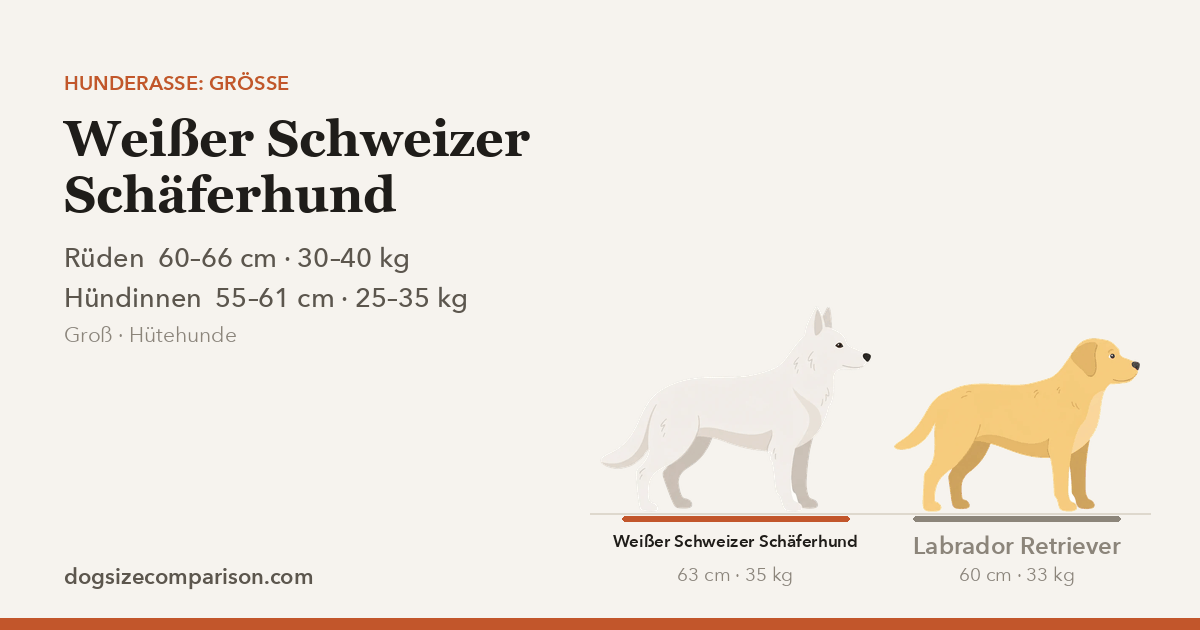 HUNDERASSE: GRÖSSE
Weißer Schweizer
Schäferhund
Rüden 60–66 cm · 30–40 kg
Hündinnen 55–61 cm · 25–35 kg
Groß · Hütehunde
Weißer Schweizer Schäferhund
63 cm · 35 kg
Labrador Retriever
60 cm · 33 kg
dogsizecomparison.com